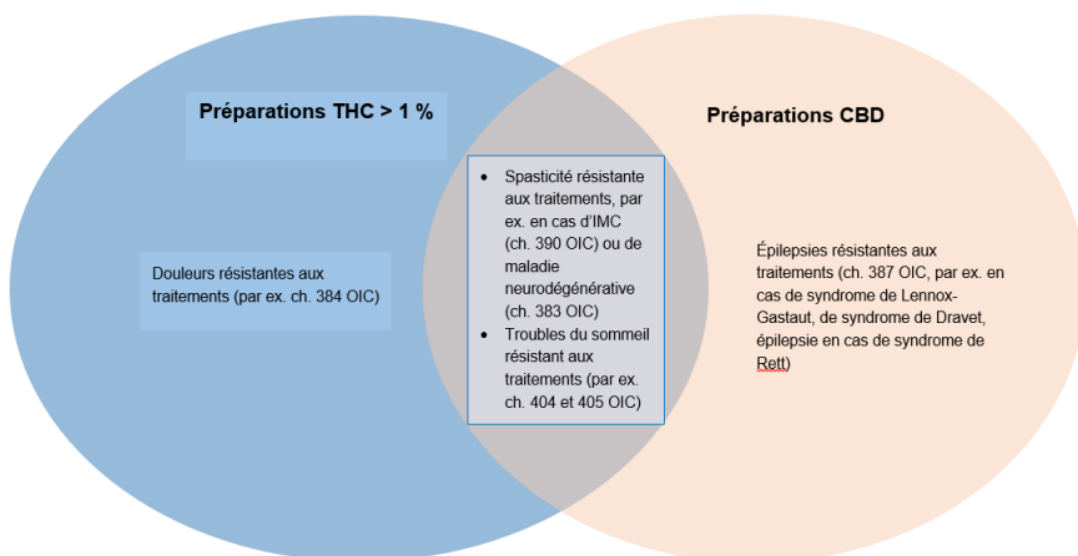 Préparations THC > 1 %
Douleurs résistantes aux
traitements (par ex. ch. 384 OIC)
• Spasticité résistante
aux traitements, par
ex. en cas d'IMC
(ch. 390 OIC) ou de
maladie
neurodégénérative
(ch. 383 OIC)
• Troubles du sommeil
résistant aux
traitements (par ex.
ch. 404 et 405 OIC)
Préparations CBD
Épilepsies résistantes aux
traitements (ch. 387 OIC, par ex. en
cas de syndrome de Lennox-
Gastaut, de syndrome de Dravet,
épilepsie en cas de syndrome de
Rett)